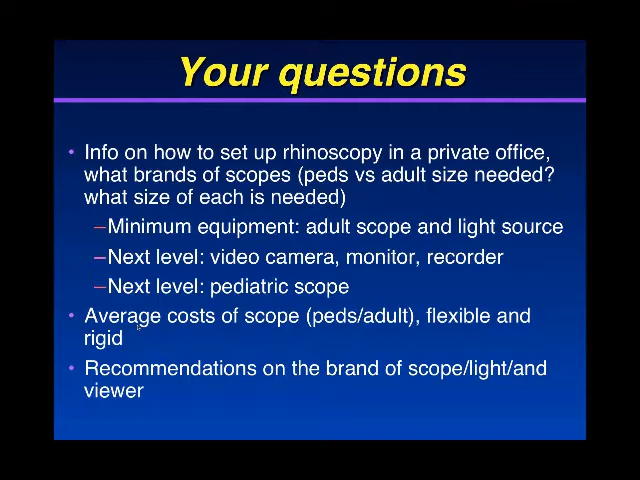 Your questions
• Info on how to set up rhinoscopy in a private office,
what brands of scopes (peds vs adult size needed?
what size of each is needed)
–Minimum equipment: adult scope and light source
–Next level: video camera, monitor, recorder
–Next level: pediatric scope
• Average costs of scope (peds/adult), flexible and
rigid
• Recommendations on the brand of scope/light/and
viewer